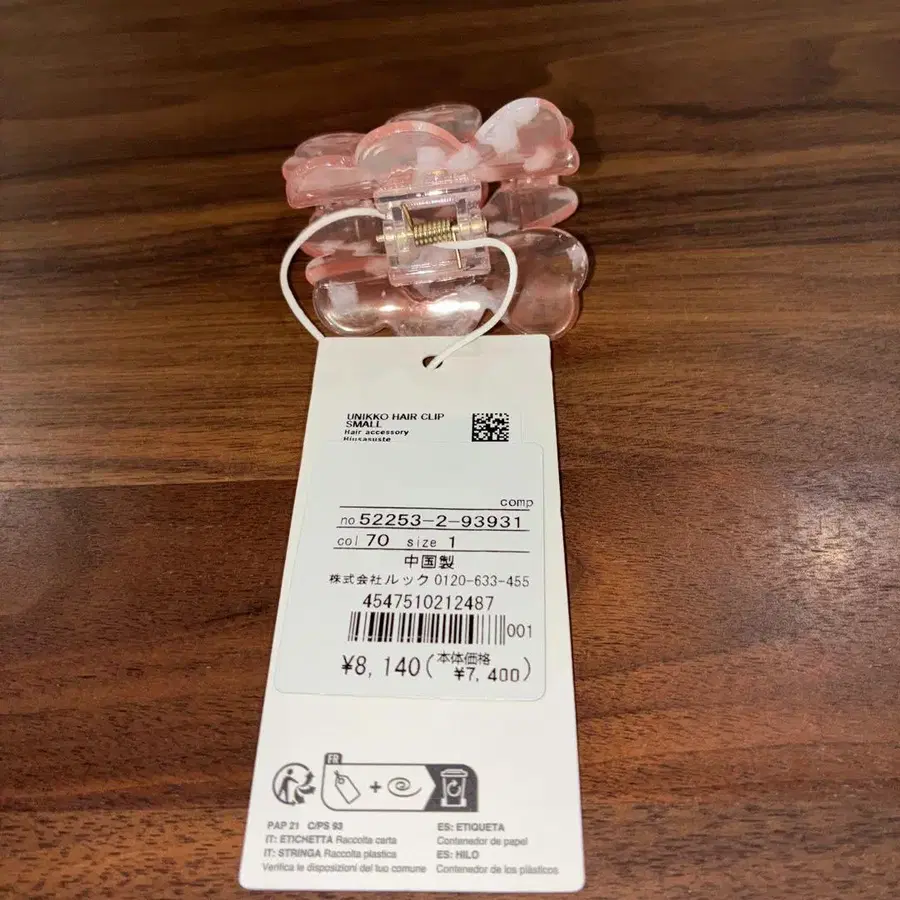 UNIKKO HAIR CLIP
SMALL
Hair accessory
Hiusasuste
comp
no 52253-2-93931
col 70 size 1
中国製
株式会社ルック 0120-633-455
4547510212487
001
¥8,140(本体価格 ¥7,400)
FR
PAP 21 C/PS 93
IT: ETICHETTA Raccolta carta
IT: STRINGA Raccolta plastica
Verifica le disposizioni del tuo comune
ES: ETIQUETA
Contenedor de papel
ES: HILO
Contenedor de los plásticos